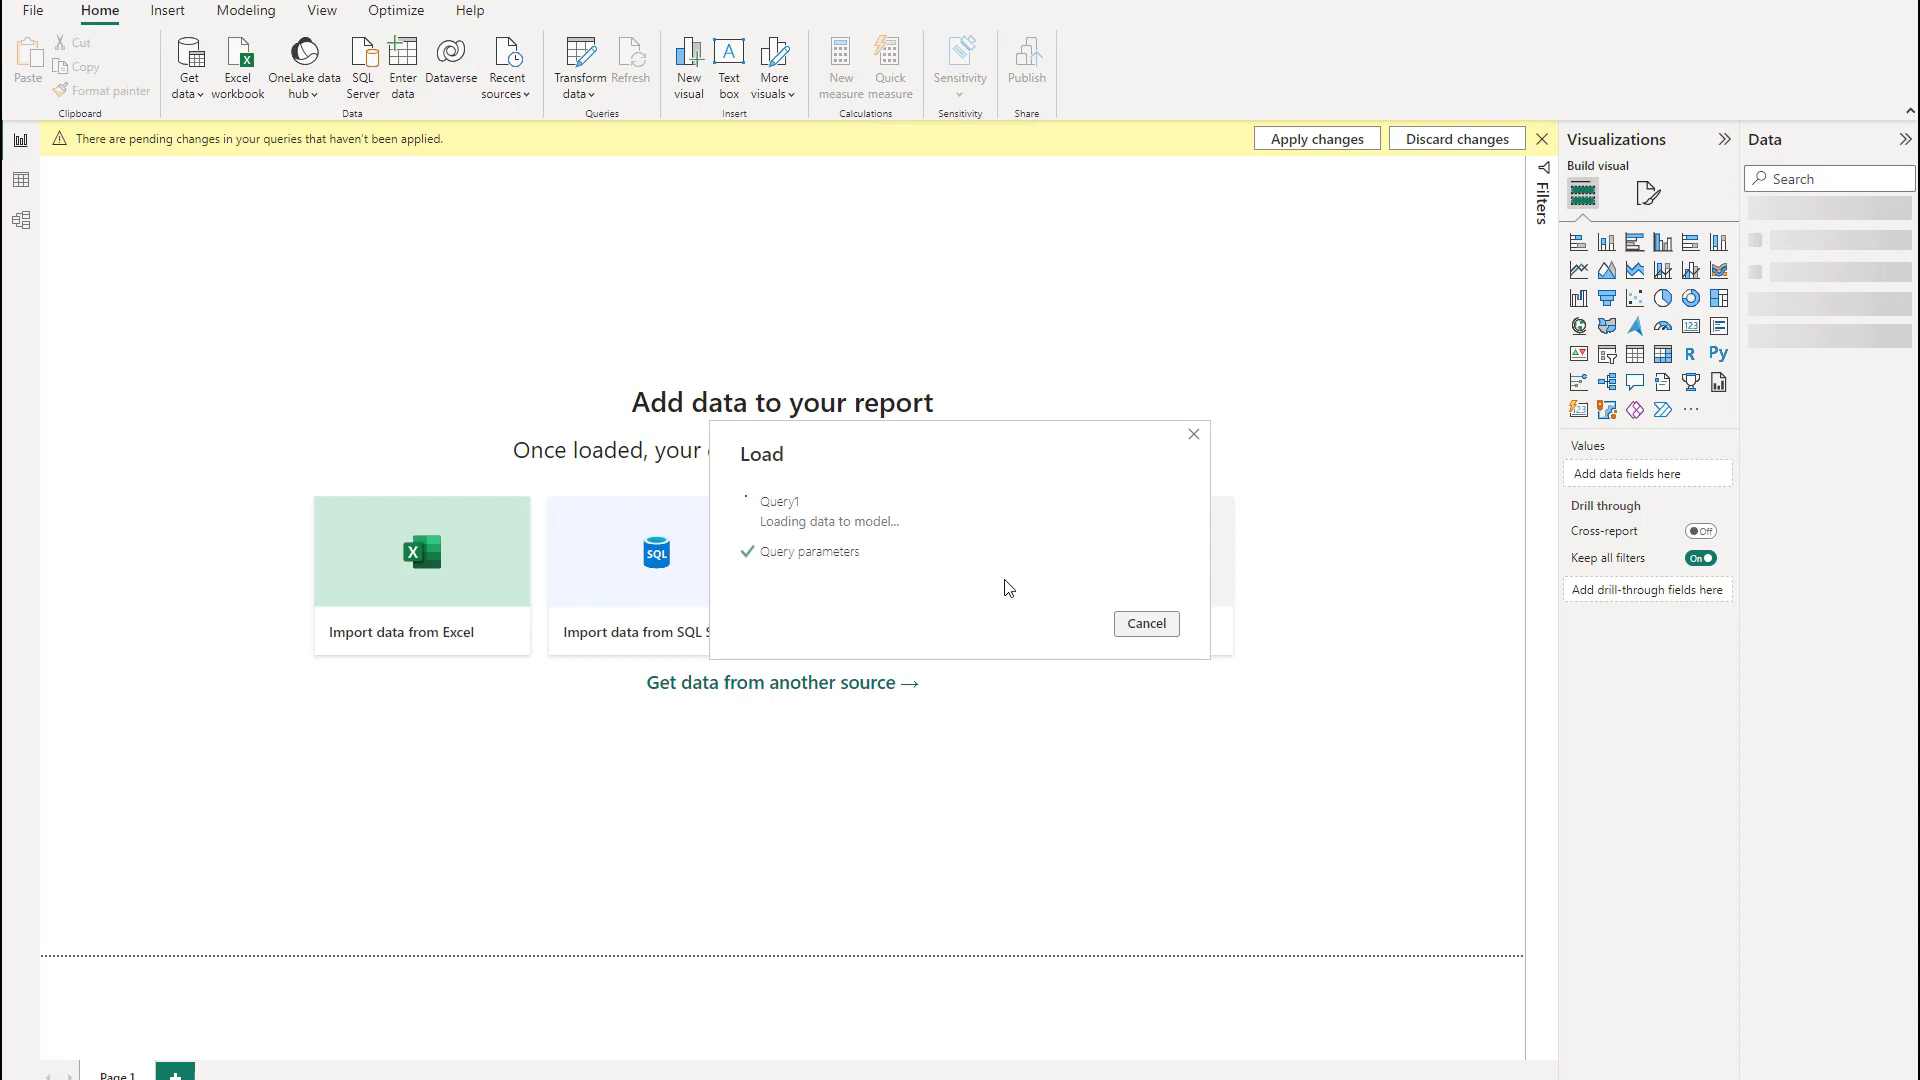 File Home Insert Modeling View Optimize Help
Paste
Cut
Copy
Format painter
Clipboard
Get data
Excel workbook
OneLake data hub
SQL Server
Enter data
Dataverse
Recent sources
Data
Transform data
Refresh
Queries
New visual
Text box
More visuals
Insert
New measure
Quick measure
Calculations
Sensitivity
Sensitivity
Publish
Share
There are pending changes in your queries that haven't been applied.
Apply changes
Discard changes
Filters
Add data to your report
Once loaded, your
Import data from Excel
SQL
Import data from SQL S
Get data from another source →
Load
Query1
Loading data to model...
Query parameters
Cancel
Visualizations
Build visual
123
R
Py
123
Values
Add data fields here
Drill through
Cross-report
Off
Keep all filters
On
Add drill-through fields here
Data
Search
Page 1